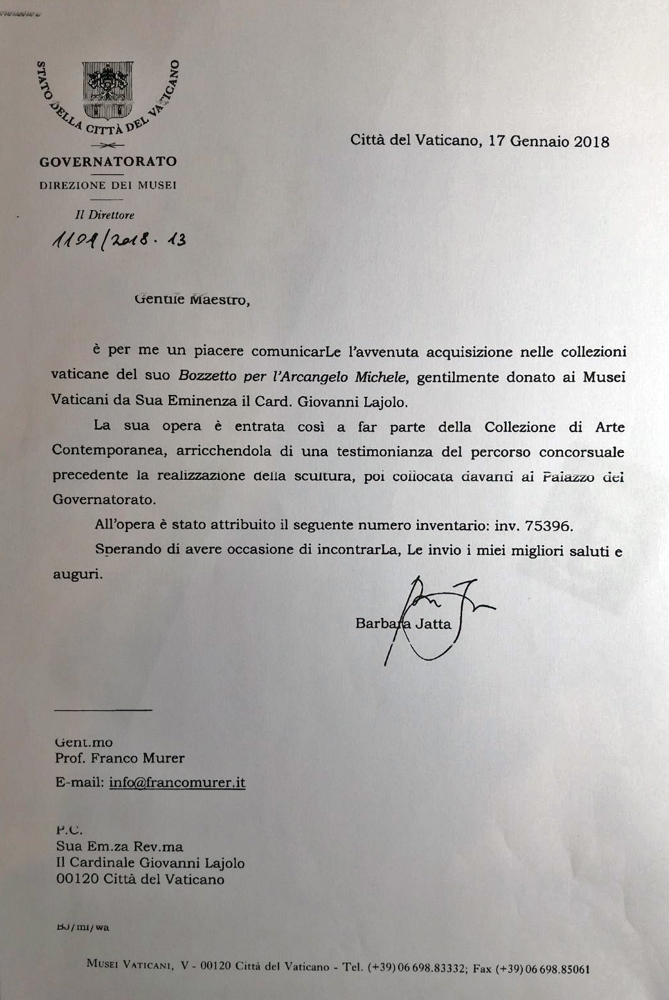 STATO DELLA CITTÀ DEL VATICANO
GOVERNATORATO
DIREZIONE DEI MUSEI
Il Direttore
1191/2018. 13
Città del Vaticano, 17 Gennaio 2018
Gentile Maestro,
è per me un piacere comunicarLe l'avvenuta acquisizione nelle collezioni
vaticane del suo Bozzetto per l'Arcangelo Michele, gentilmente donato ai Musei
Vaticani da Sua Eminenza il Card. Giovanni Lajolo.
La sua opera è entrata così a far parte della Collezione di Arte
Contemporanea, arricchendola di una testimonianza del percorso concorsuale
precedente la realizzazione della scultura, poi collocata davanti al Palazzo del
Governatorato.
All'opera è stato attribuito il seguente numero inventario: inv. 75396.
Sperando di avere occasione di incontrarLa, Le invio i miei migliori saluti e
auguri.
Barbara Jatta
Gent.mo
Prof. Franco Murer
E-mail: info@francomurer.it
P.C.
Sua Em.za Rev.ma
Il Cardinale Giovanni Lajolo
00120 Città del Vaticano
BJ/mi/wa
MUSEI VATICANI, V - 00120 Città del Vaticano - Tel. (+39) 06 698.83332; Fax (+39) 06 698.85061